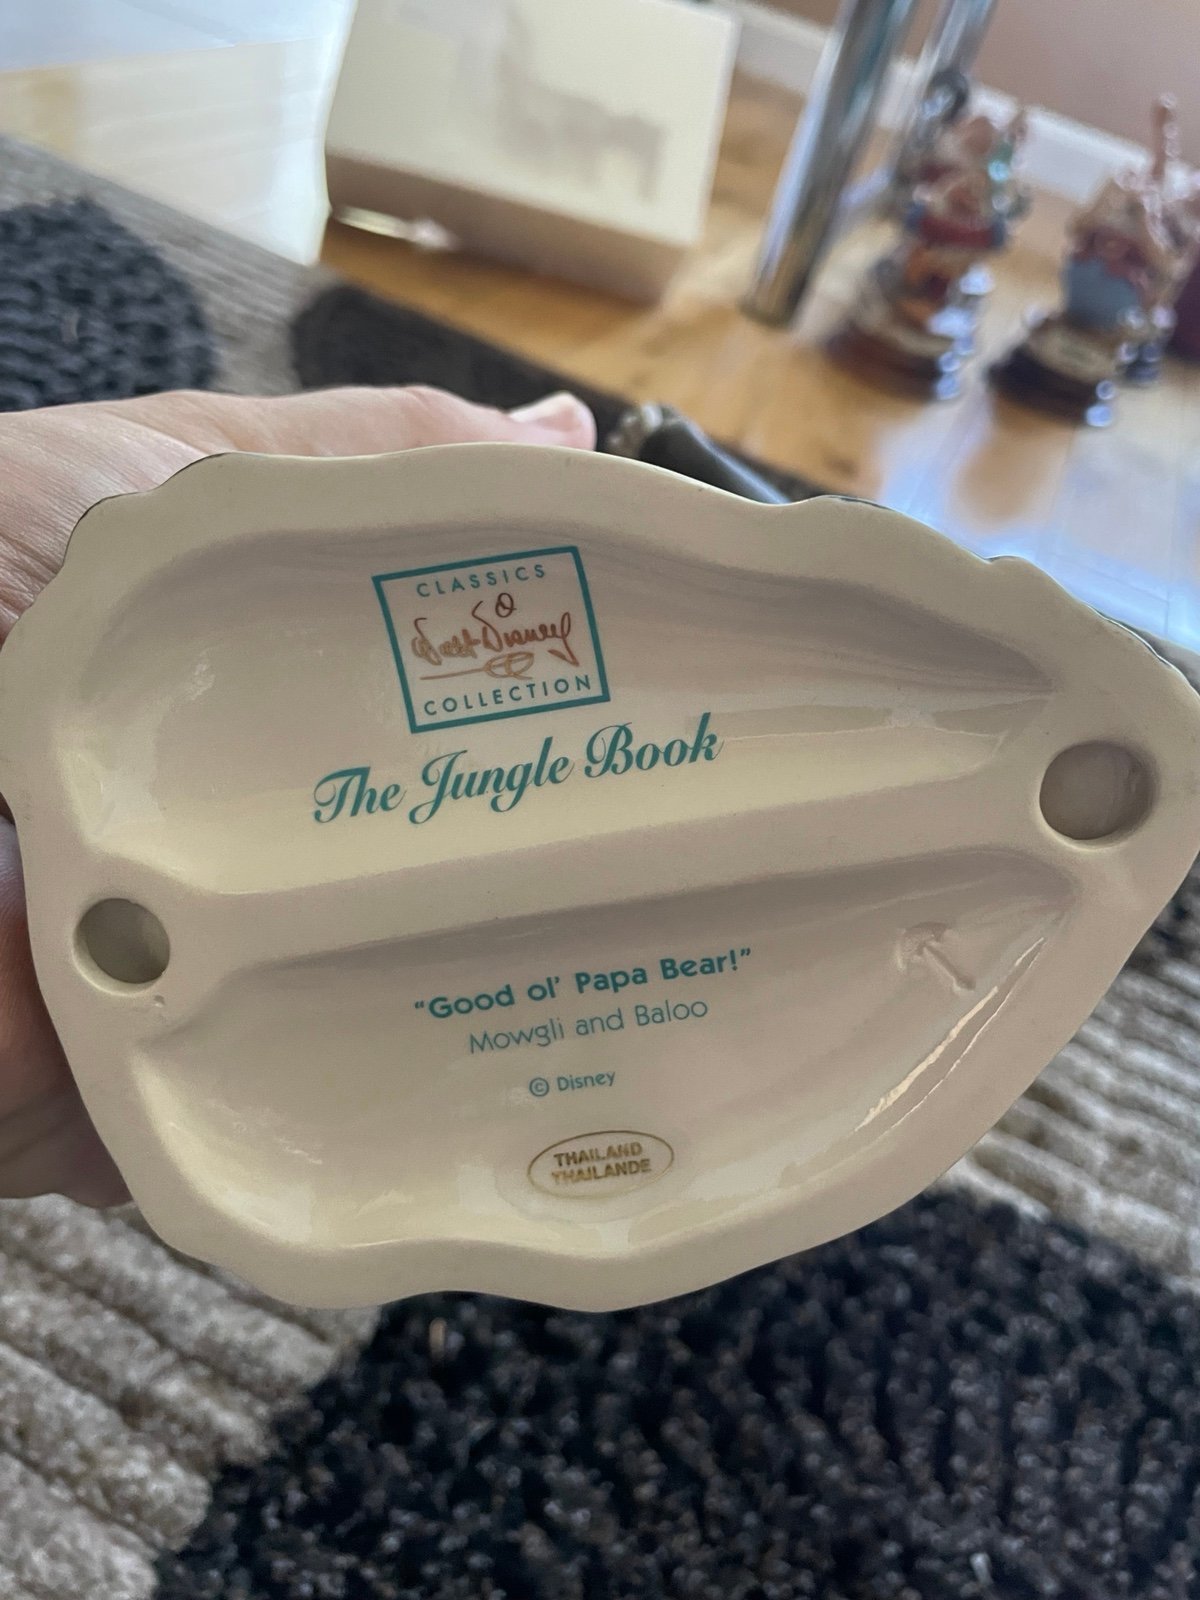 CLASSICS
Walt Disney
COLLECTION
The Jungle Book
"Good ol' Papa Bear!"
Mowgli and Baloo
© Disney
THAILAND
THAILANDE